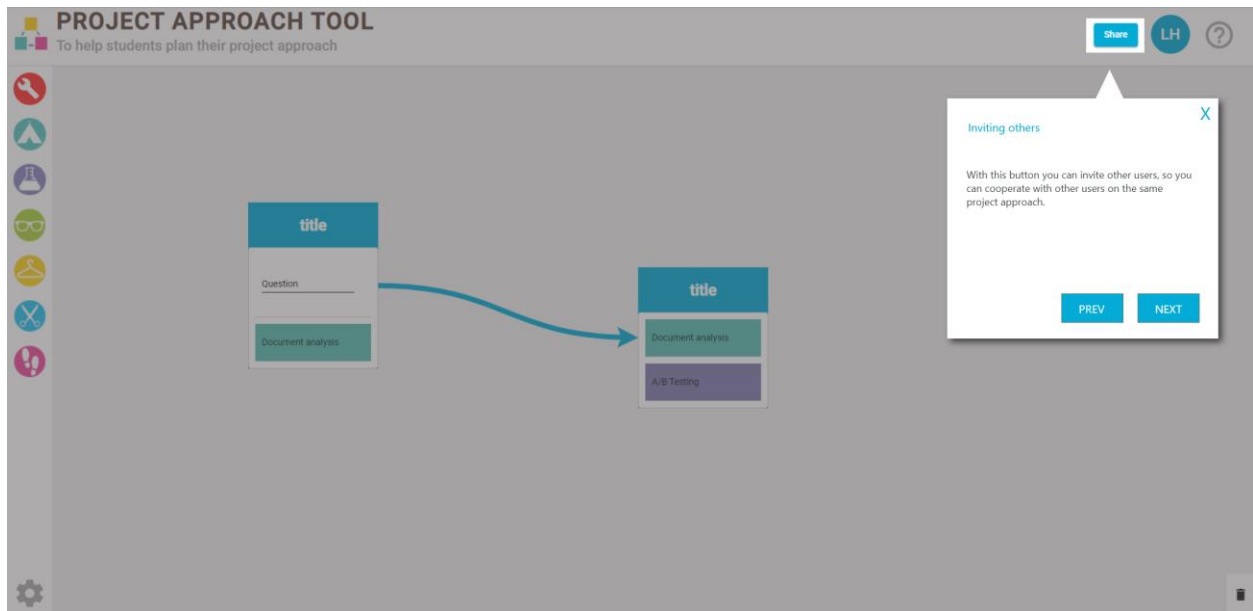 PROJECT APPROACH TOOL
To help students plan their project approach
Share
LH
?
X
Inviting others
With this button you can invite other users, so you
can cooperate with other users on the same
project approach.
PREV
NEXT
title
Question
Document analysis
title
Document analysis
A/B Testing